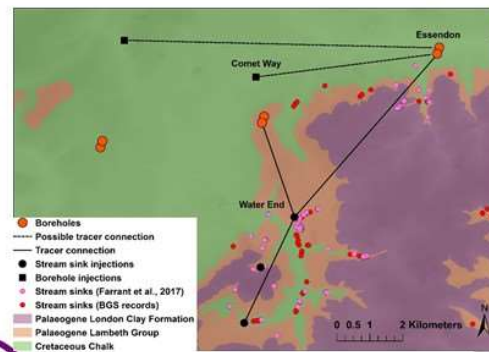 Essendon
Comet Way
Water End
Boreholes
Possible tracer connection
Tracer connection
Stream sink injections
Borehole injections
Stream sinks (Farrant et al., 2017)
Stream sinks (BGS records)
Palaeogene London Clay Formation
Palaeogene Lambeth Group
Cretaceous Chalk
0 0.5 1 2 Kilometers
N